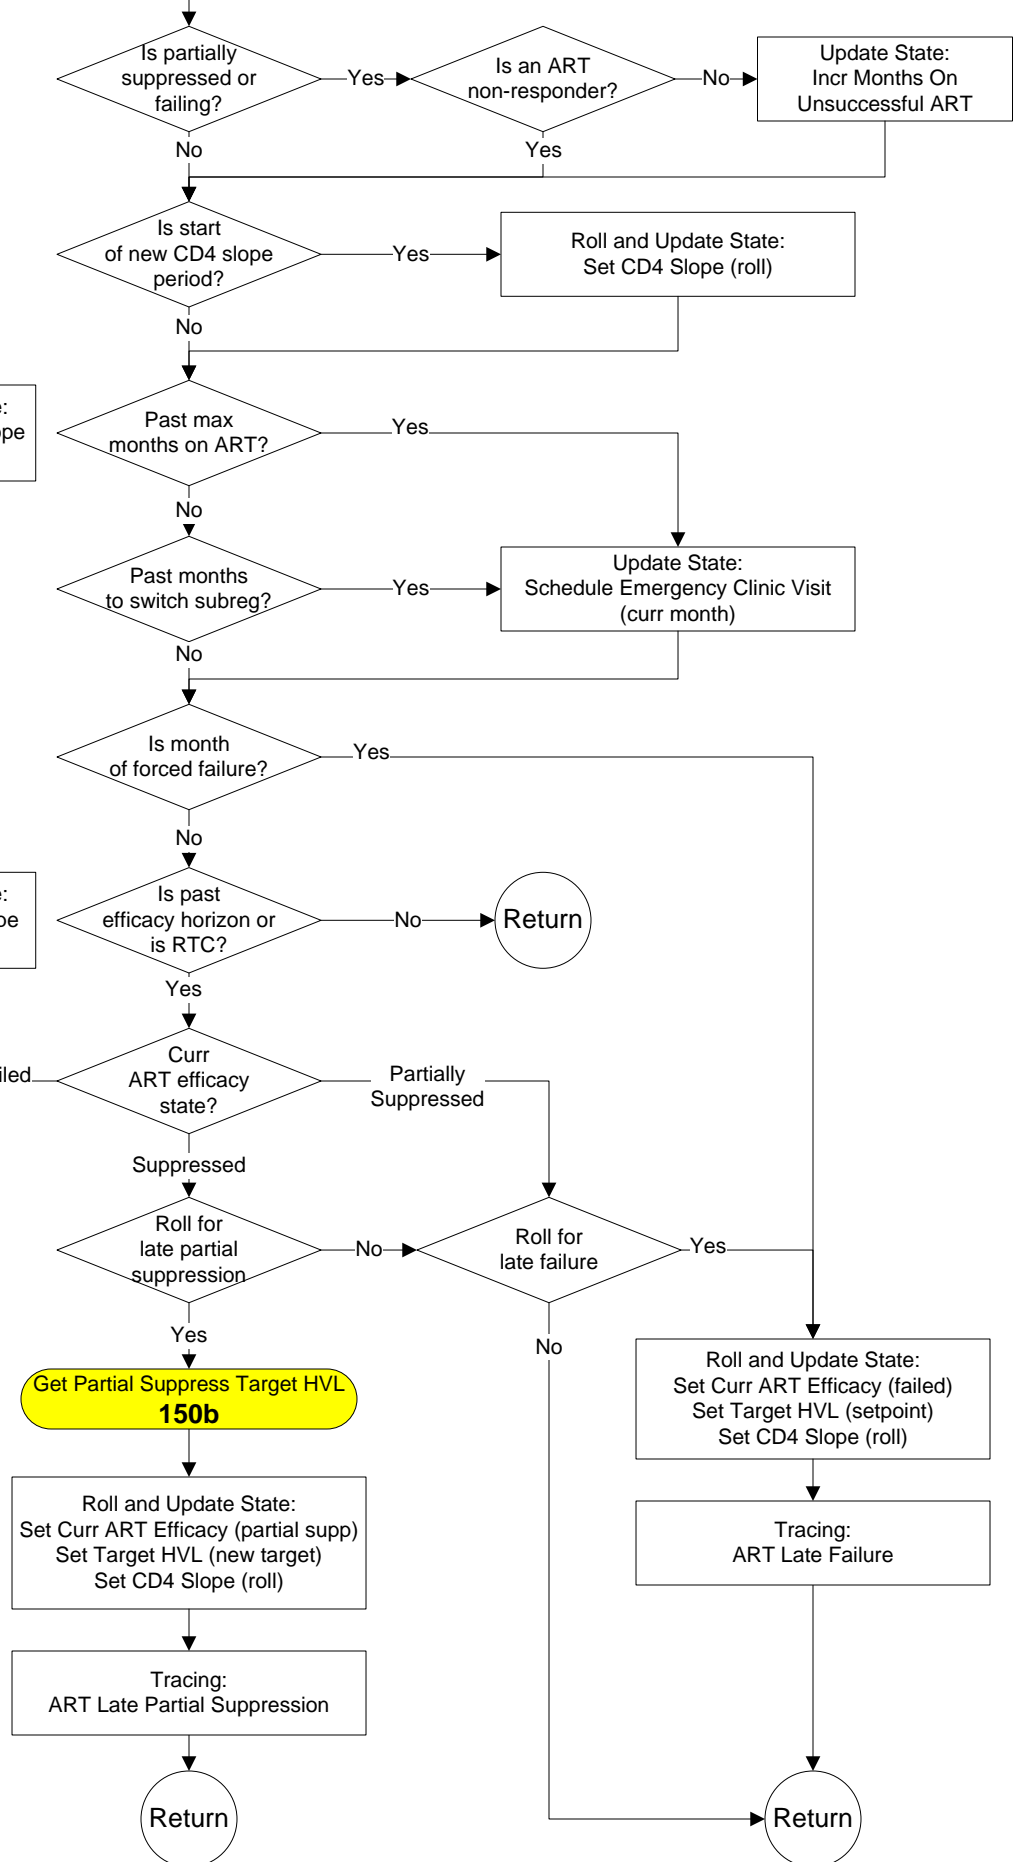 Is partially
suppressed or
failing?
Yes
Is an ART
non-responder?
No
Update State:
Incr Months On
Unsuccessful ART
No
Yes
Is start
of new CD4 slope
period?
Yes
Roll and Update State:
Set CD4 Slope (roll)
No
Past max
months on ART?
Yes
No
Past months
to switch subreg?
Yes
Update State:
Schedule Emergency Clinic Visit
(curr month)
No
Is month
of forced failure?
Yes
No
Is past
efficacy horizon or
is RTC?
No
Return
Yes
Curr
ART efficacy
state?
Partially
Suppressed
Suppressed
Roll for
late partial
suppression
No
Roll for
late failure
Yes
Yes
No
Get Partial Suppress Target HVL
150b
Roll and Update State:
Set Curr ART Efficacy (failed)
Set Target HVL (setpoint)
Set CD4 Slope (roll)
Roll and Update State:
Set Curr ART Efficacy (partial supp)
Set Target HVL (new target)
Set CD4 Slope (roll)
Tracing:
ART Late Failure
Tracing:
ART Late Partial Suppression
Return
Return